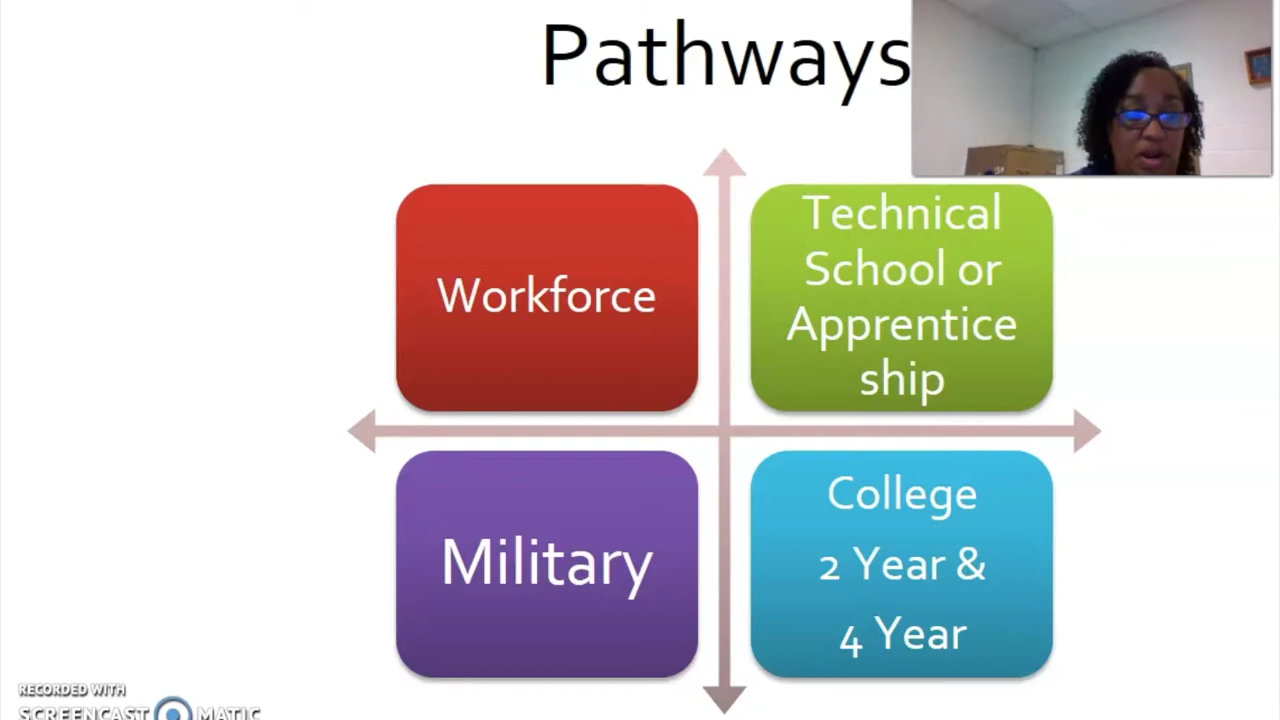 Pathways
Workforce
Technical
School or
Apprentice
ship
Military
College
2 Year &
4 Year
RECORDED WITH
SCREENCAST MATIC